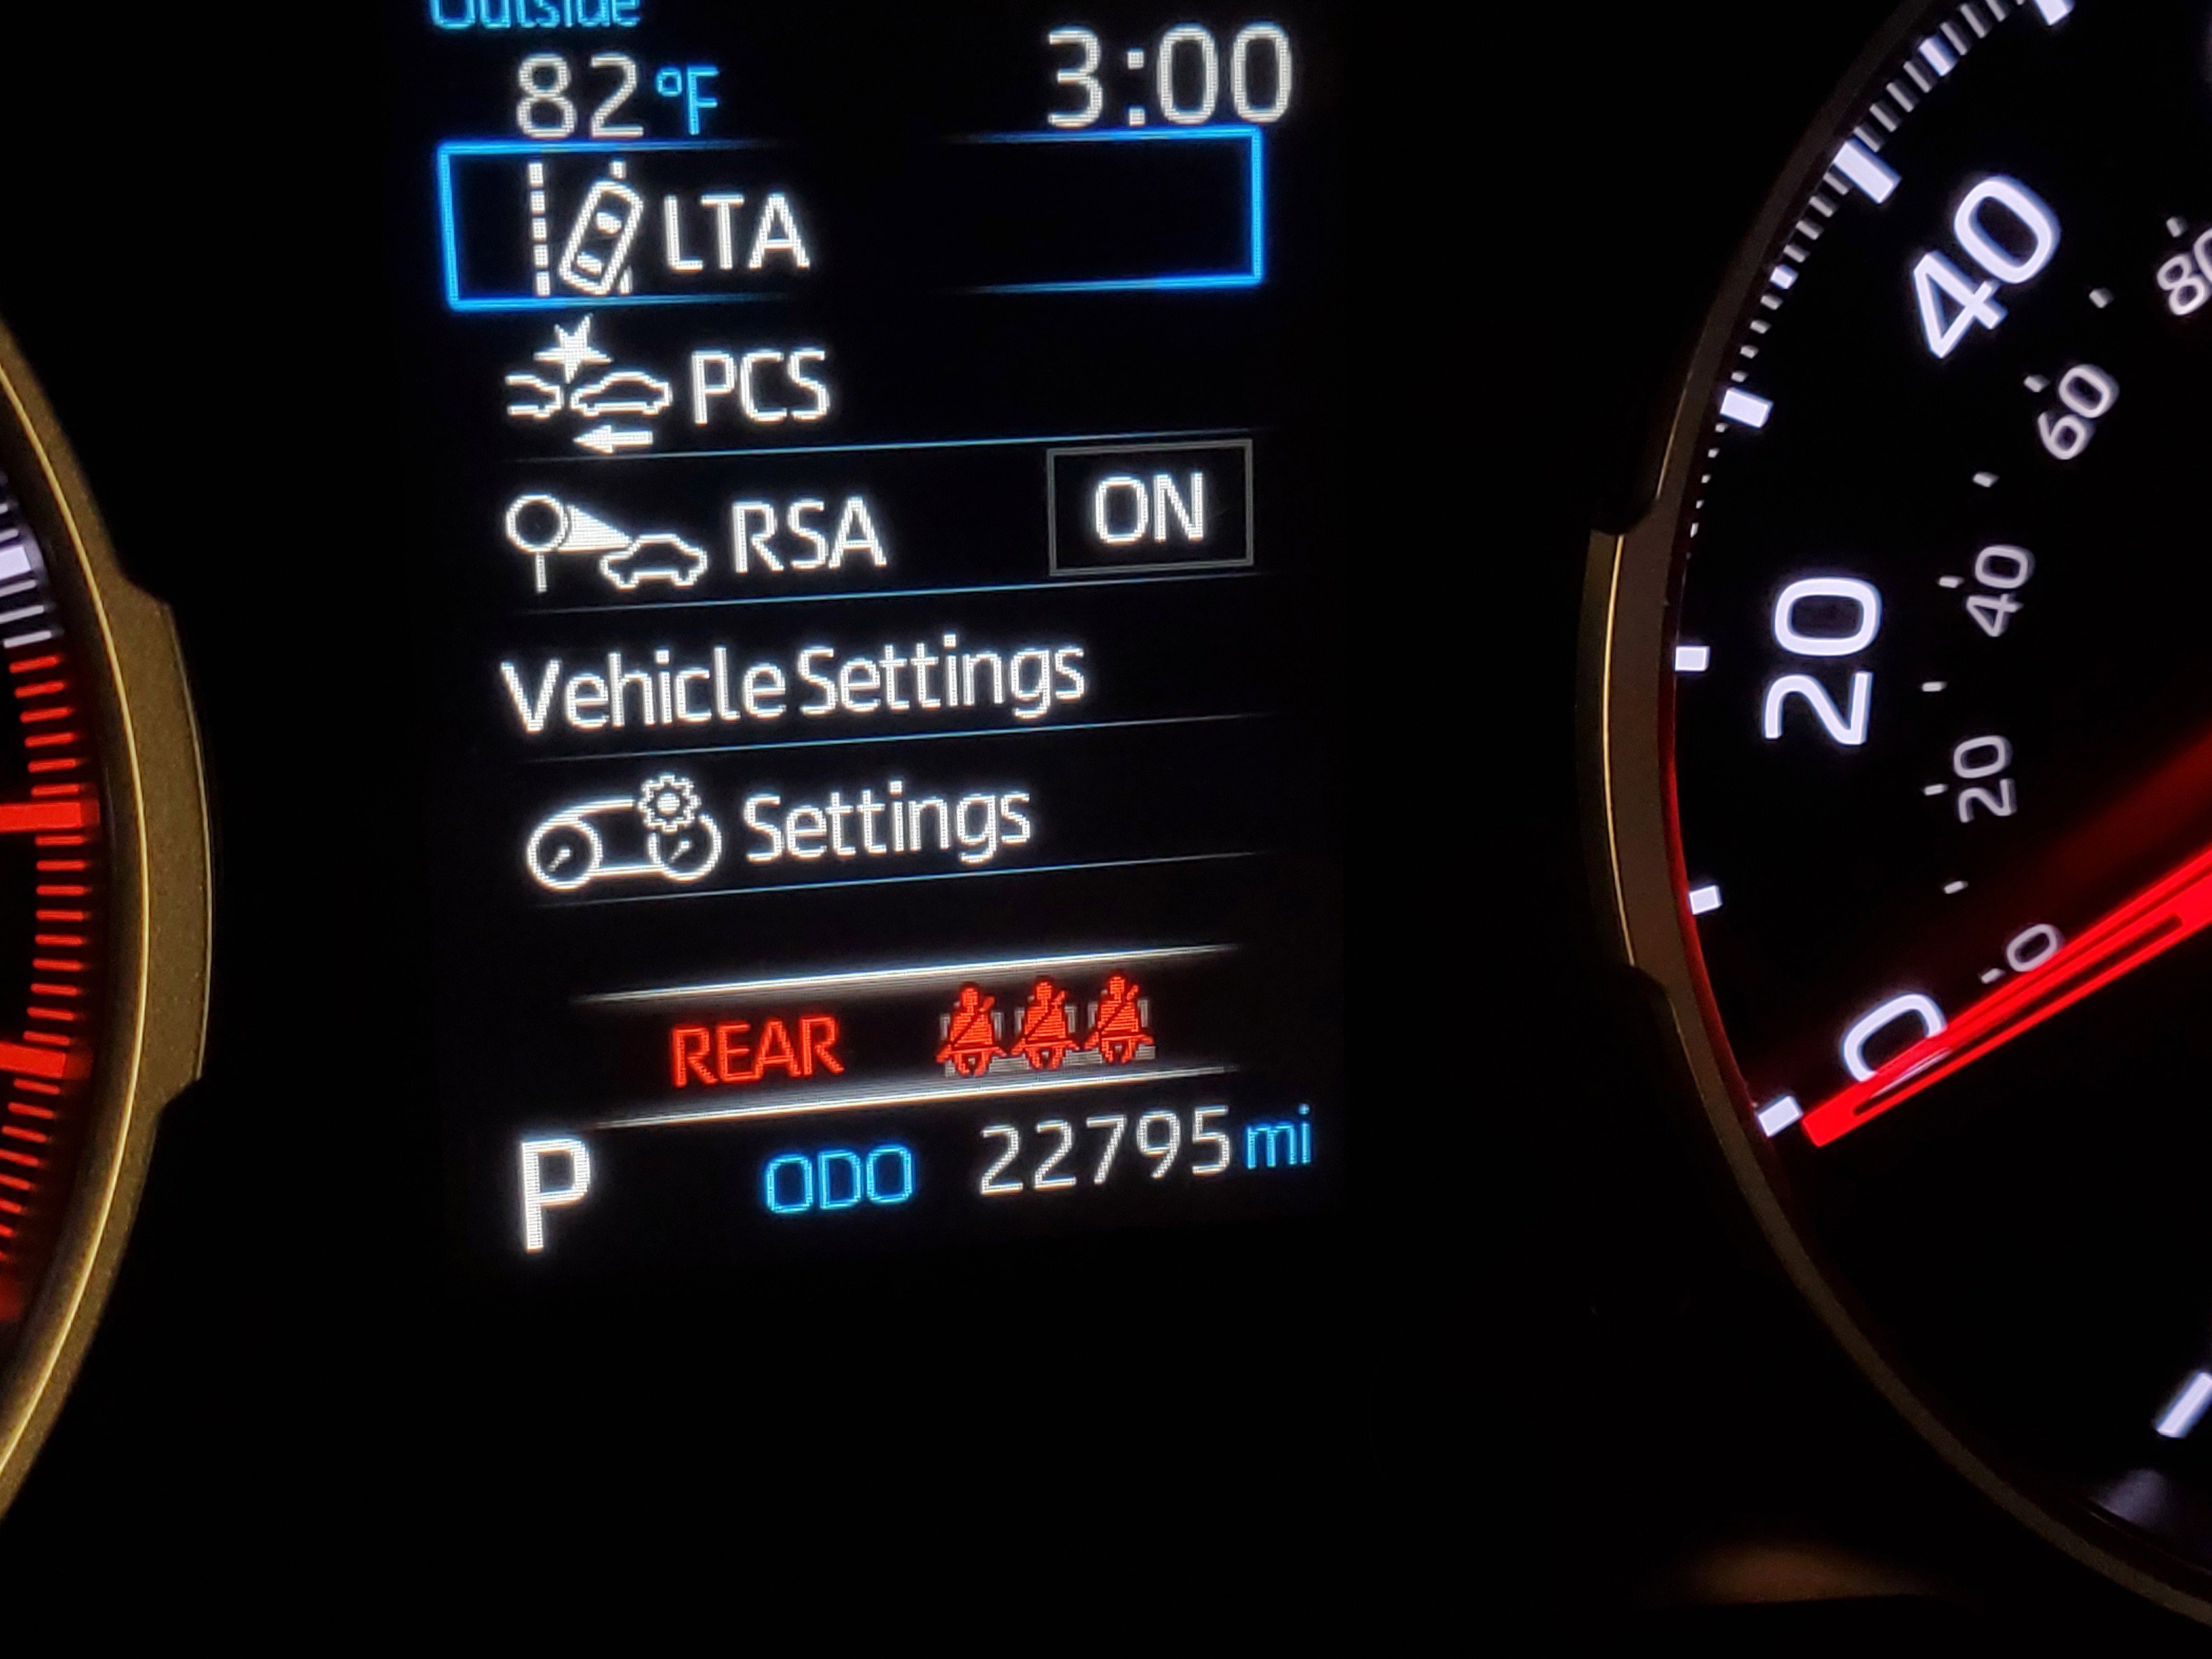 Outside
82 °F 3:00
LTA
PCS
RSA ON
Vehicle Settings
Settings
REAR
P ODO 22795 mi
40
60
20
40
20
0
0